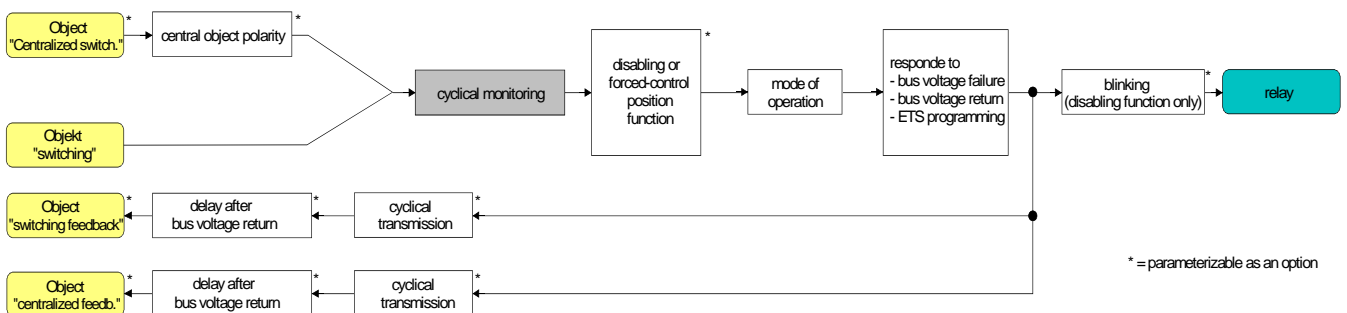 Object
"Centralized switch."
*
central object polarity
*
Objekt
"switching"
cyclical monitoring
disabling or
forced-control
position
function
*
mode of
operation
responde to
- bus voltage failure
- bus voltage return
- ETS programming
blinking
(disabling function only)
*
relay
Object
"switching feedback"
*
delay after
bus voltage return
*
cyclical
transmission
*
Object
"centralized feedb."
*
delay after
bus voltage return
*
cyclical
transmission
*
* = parameterizable as an option